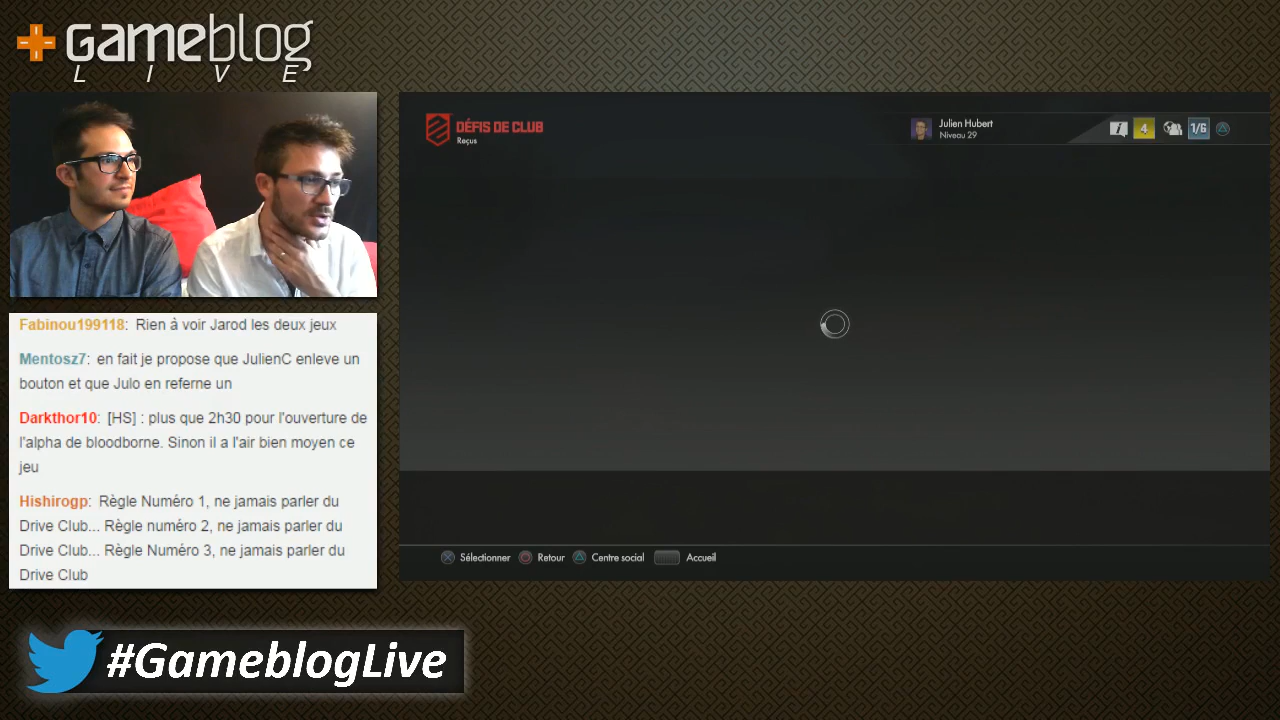 gameblog
LIVE
DÉFIS DE CLUB
Reçus
Julien Hubert
Niveau 29
4
1/6
Fabinou199118: Rien à voir Jarod les deux jeux
Mentosz7: en fait je propose que JulienC enleve un
bouton et que Julo en referne un
Darkthor10: [HS] : plus que 2h30 pour l'ouverture de
l'alpha de bloodborne. Sinon il a l'air bien moyen ce
jeu
Hishirogp: Règle Numéro 1, ne jamais parler du
Drive Club... Règle numéro 2, ne jamais parler du
Drive Club... Règle Numéro 3, ne jamais parler du
Drive Club
Sélectionner Retour Centre social Accueil
#GameblogLive